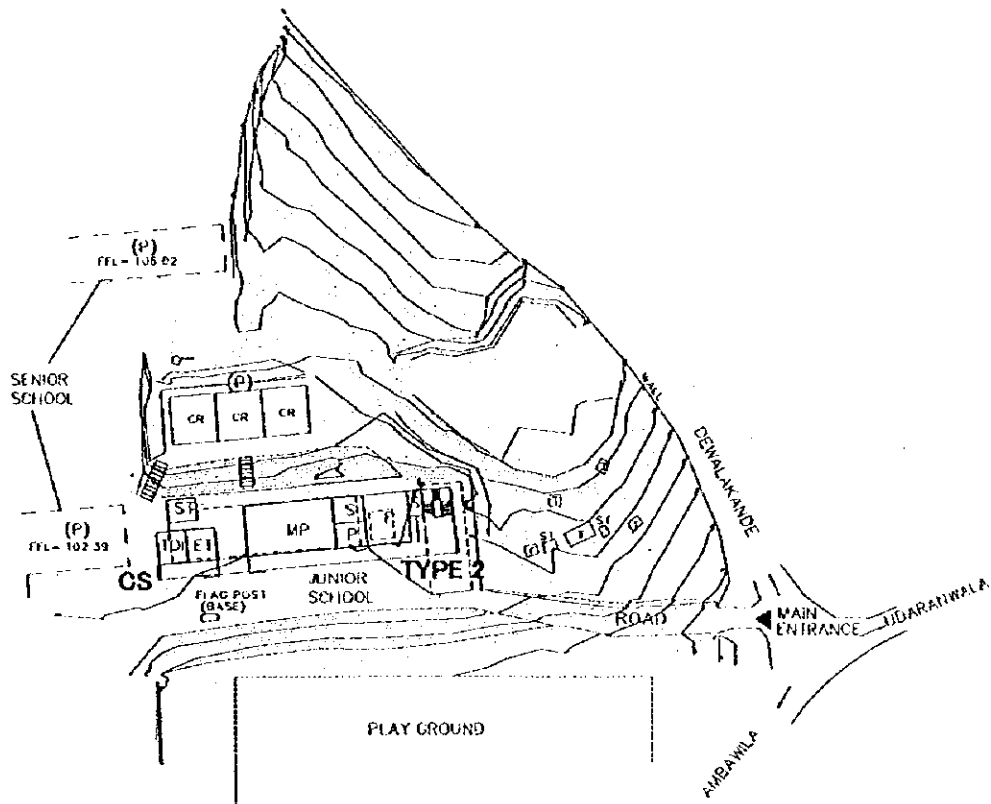 (P)
FFL= 106.02
SENIOR
SCHOOL
(P)
CR
CR
CR
WALL
DEWALAKANDE
(P)
FFL= 102.39
MP
CS
TYPE 2
JUNIOR
SCHOOL
FLAG POST
(BASE)
ROAD
MAIN
ENTRANCE
UDARANWALA
PLAY GROUND
AMBAWILA